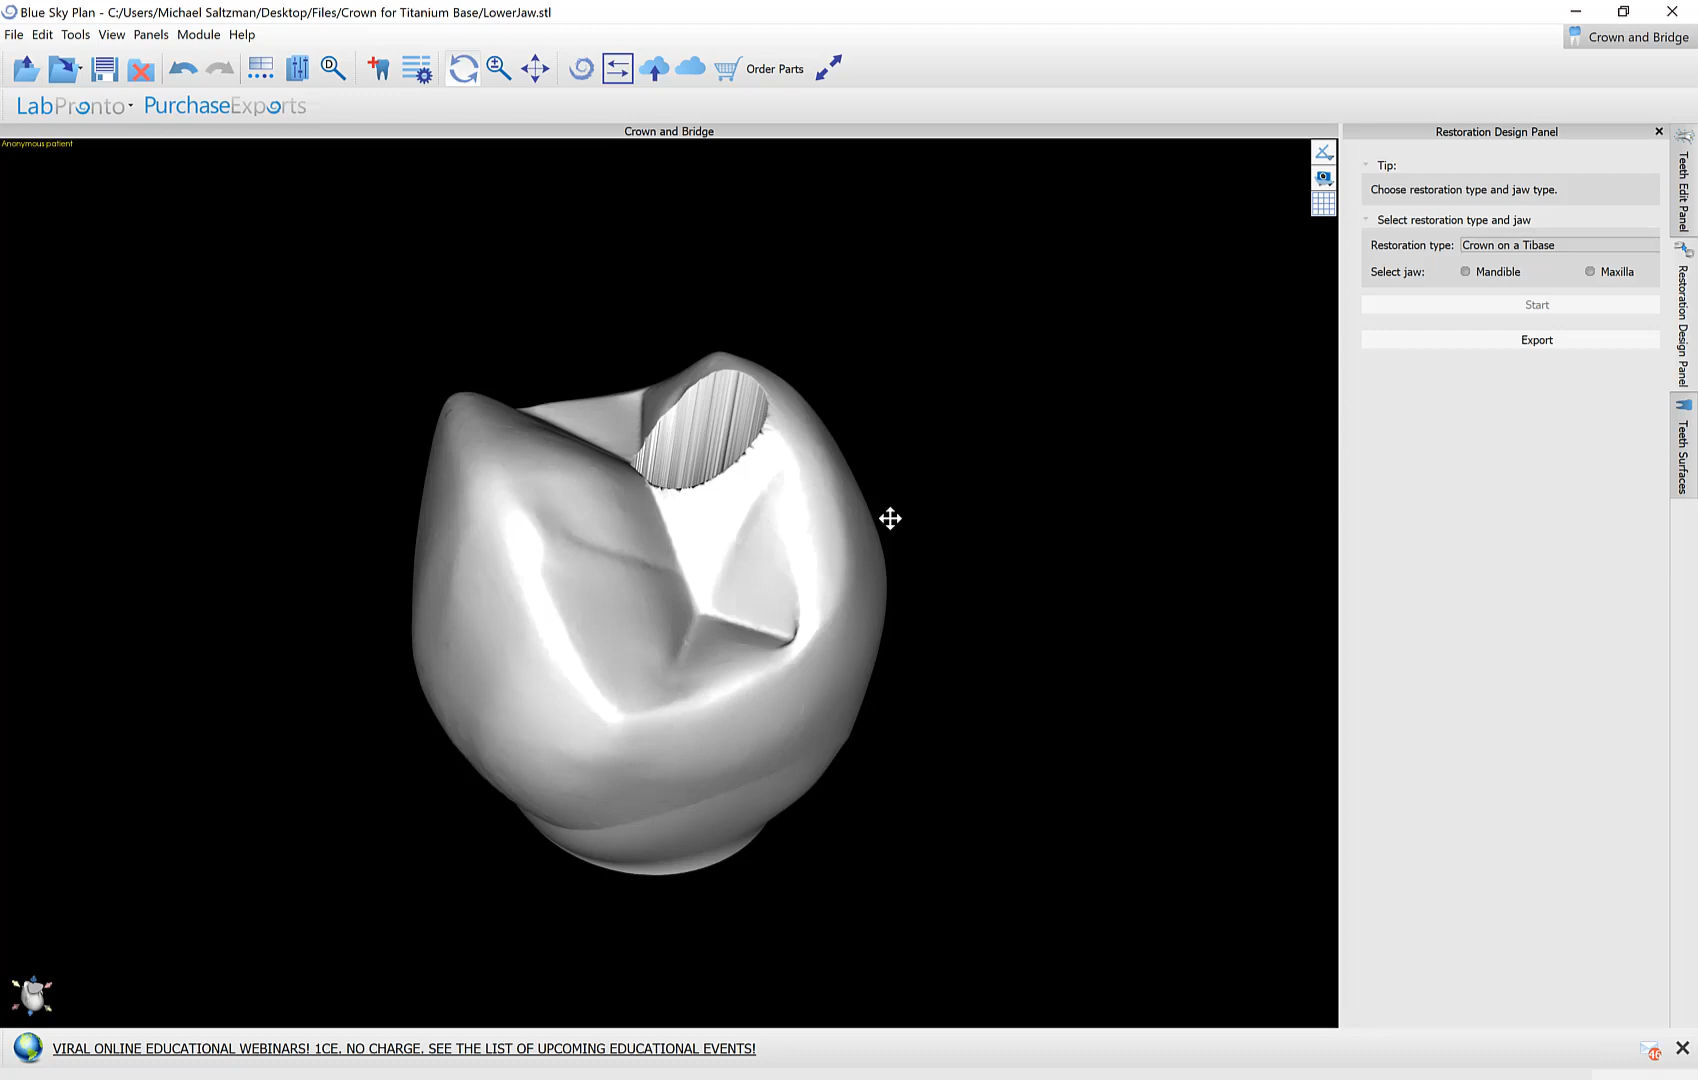 Blue Sky Plan - C:/Users/Michael Saltzman/Desktop/Files/Crown for Titanium Base/LowerJaw.stl
File Edit Tools View Panels Module Help
Crown and Bridge
D
Order Parts
LabPronto PurchaseExports
Crown and Bridge
Restoration Design Panel
Anonymous patient
Tip:
Choose restoration type and jaw type.
Select restoration type and jaw
Restoration type: Crown on a Tibase
Select jaw: Mandible Maxilla
Start
Export
Teeth Edit Panel
Restoration Design Panel
Teeth Surfaces
VIRAL ONLINE EDUCATIONAL WEBINARS! 1CE, NO CHARGE. SEE THE LIST OF UPCOMING EDUCATIONAL EVENTS!
46